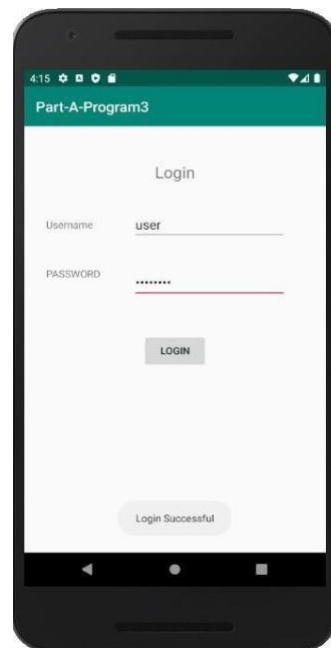 4:15
Part-A-Program3
Login
Username user
PASSWORD ••••••••
LOGIN
Login Successful